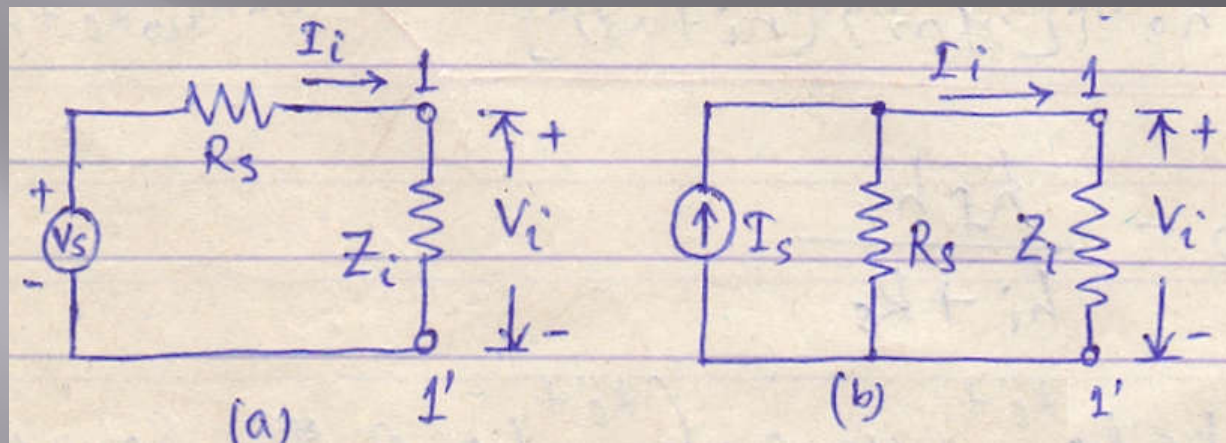 Ii
1
Rs
+
Vs
-
Zi
+
Vi
-
1'
(a)
Ii
1
Is
Rs
Zi
+
Vi
-
1'
(b)